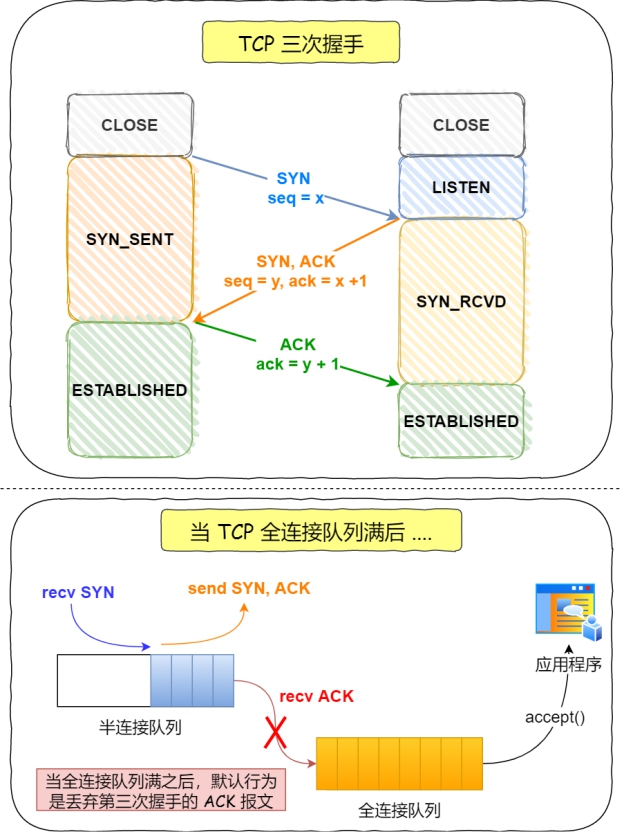 TCP 三次握手
CLOSE
CLOSE
SYN
seq = x
LISTEN
SYN_SENT
SYN, ACK
seq = y, ack = x +1
SYN_RCVD
ACK
ack = y + 1
ESTABLISHED
ESTABLISHED
当 TCP 全连接队列满后 ....
recv SYN
send SYN, ACK
应用程序
半连接队列
recv ACK
accept()
当全连接队列满之后，默认行为
是丢弃第三次握手的 ACK 报文
全连接队列